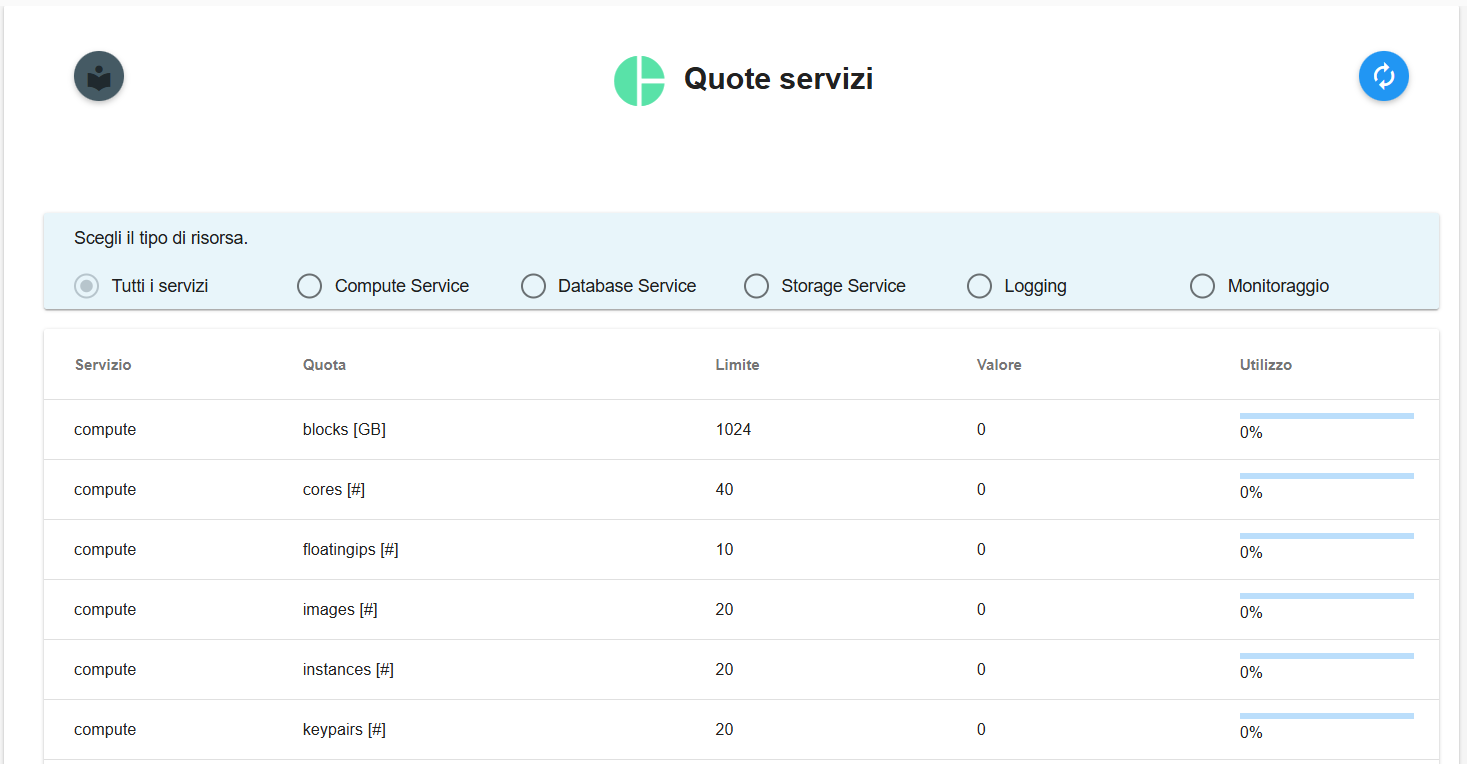 Quote servizi
Scegli il tipo di risorsa.
Tutti i servizi Compute Service Database Service Storage Service Logging Monitoraggio
Servizio Quota Limite Valore Utilizzo
compute blocks [GB] 1024 0 0%
compute cores [#] 40 0 0%
compute floatingips [#] 10 0 0%
compute images [#] 20 0 0%
compute instances [#] 20 0 0%
compute keypairs [#] 20 0 0%